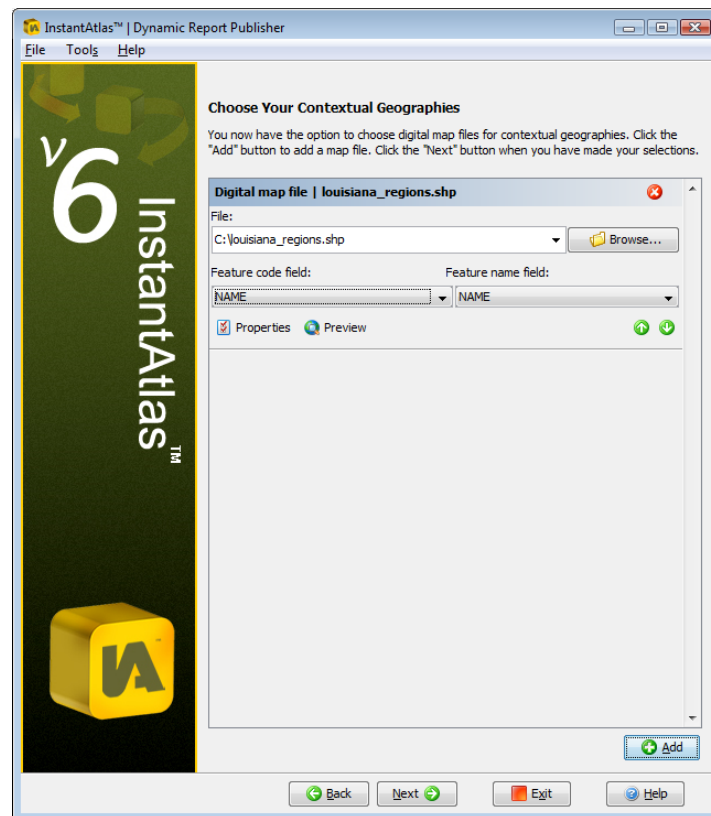 InstantAtlas™ | Dynamic Report Publisher
File Tools Help
v6 InstantAtlas™
IA
Choose Your Contextual Geographies
You now have the option to choose digital map files for contextual geographies. Click the
"Add" button to add a map file. Click the "Next" button when you have made your selections.
Digital map file | louisiana_regions.shp
File:
C:\louisiana_regions.shp Browse...
Feature code field: Feature name field:
NAME NAME
Properties Preview
Add
Back Next Exit Help